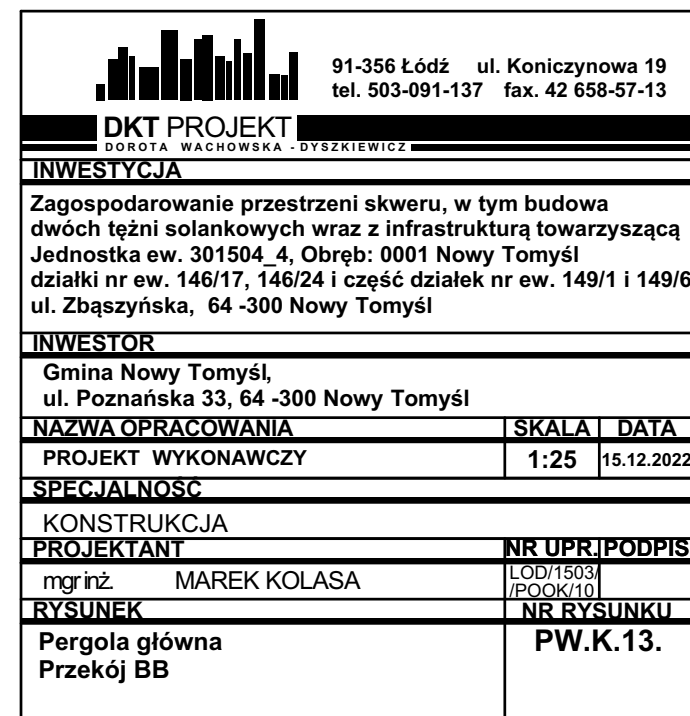 91-356 Łódź ul. Koniczynowa 19
tel. 503-091-137 fax. 42 658-57-13
DKT PROJEKT
DOROTA WACHOWSKA - DYSZKIEWICZ
INWESTYCJA
Zagospodarowanie przestrzeni skweru, w tym budowa
dwóch tężni solankowych wraz z infrastrukturą towarzyszącą
Jednostka ew. 301504_4, Obręb: 0001 Nowy Tomyśl
działki nr ew. 146/17, 146/24 i część działek nr ew. 149/1 i 149/6
ul. Zbąszyńska, 64 -300 Nowy Tomyśl
INWESTOR
Gmina Nowy Tomyśl,
ul. Poznańska 33, 64 -300 Nowy Tomyśl
NAZWA OPRACOWANIA SKALA DATA
PROJEKT WYKONAWCZY 1:25 15.12.2022
SPECJALNOŚĆ
KONSTRUKCJA
PROJEKTANT NR UPR. PODPIS
mgr inż. MAREK KOLASA LOD/1503/
/POOK/10
RYSUNEK NR RYSUNKU
Pergola główna PW.K.13.
Przekój BB